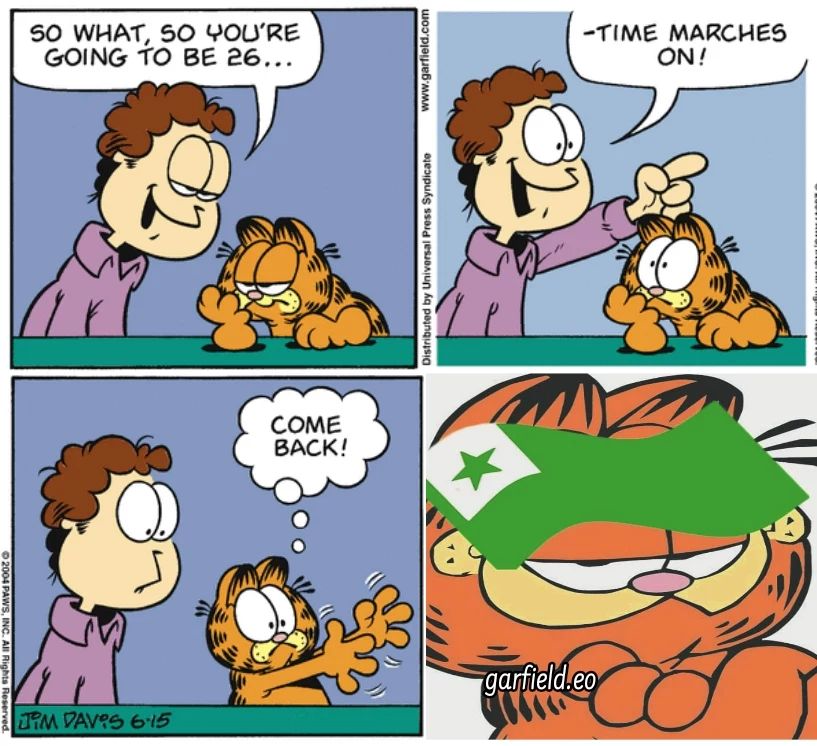 SO WHAT, SO YOU'RE
GOING TO BE 26...
www.garfield.com
Distributed by Universal Press Syndicate
-TIME MARCHES
ON!
COME
BACK!
© 2004 PAWS, INC. All Rights Reserved.
JIM DAVIS 6-15
garfield.eo